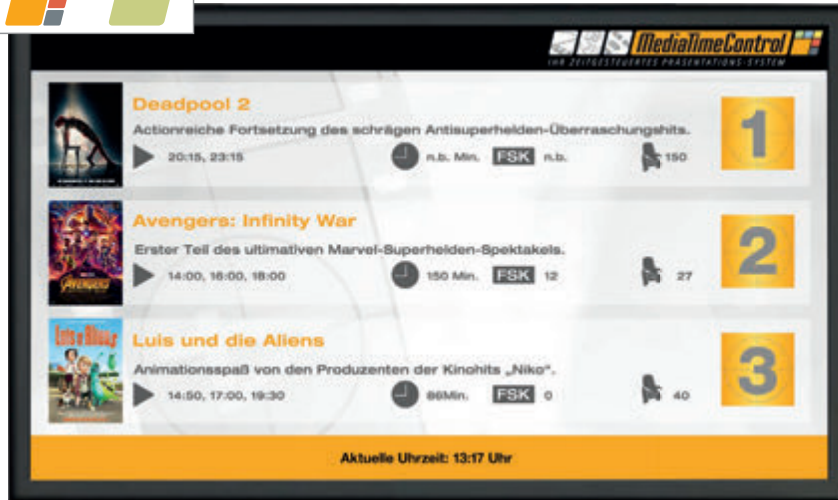 MediaTimeControl
IHR ZEITGESTEUERTES PRÄSENTATIONS-SYSTEM
Deadpool 2
Actionreiche Fortsetzung des schrägen Antisuperhelden-Überraschungshits.
20:15, 23:15 n.b. Min. FSK n.b. 150
1
Avengers: Infinity War
Erster Teil des ultimativen Marvel-Superhelden-Spektakels.
14:00, 16:00, 18:00 150 Min. FSK 12 27
2
AVENGERS
Luis und die Aliens
Luis & Aliens
Animationsspaß von den Produzenten der Kinohits „Niko“.
14:50, 17:00, 19:30 86Min. FSK 0 40
3
Aktuelle Uhrzeit: 13:17 Uhr